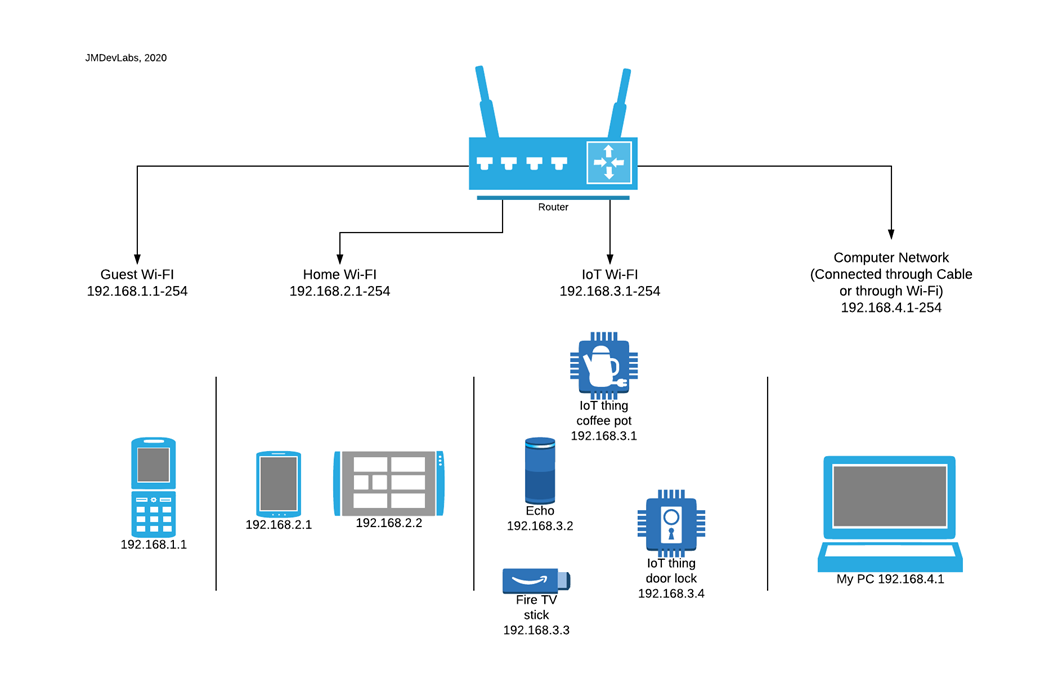 JMDevLabs, 2020
Router
Guest Wi-FI
192.168.1.1-254
Home Wi-FI
192.168.2.1-254
IoT Wi-FI
192.168.3.1-254
Computer Network
(Connected through Cable
or through Wi-Fi)
192.168.4.1-254
IoT thing
coffee pot
192.168.3.1
192.168.1.1
192.168.2.1
192.168.2.2
Echo
192.168.3.2
IoT thing
door lock
192.168.3.4
Fire TV
stick
192.168.3.3
My PC 192.168.4.1